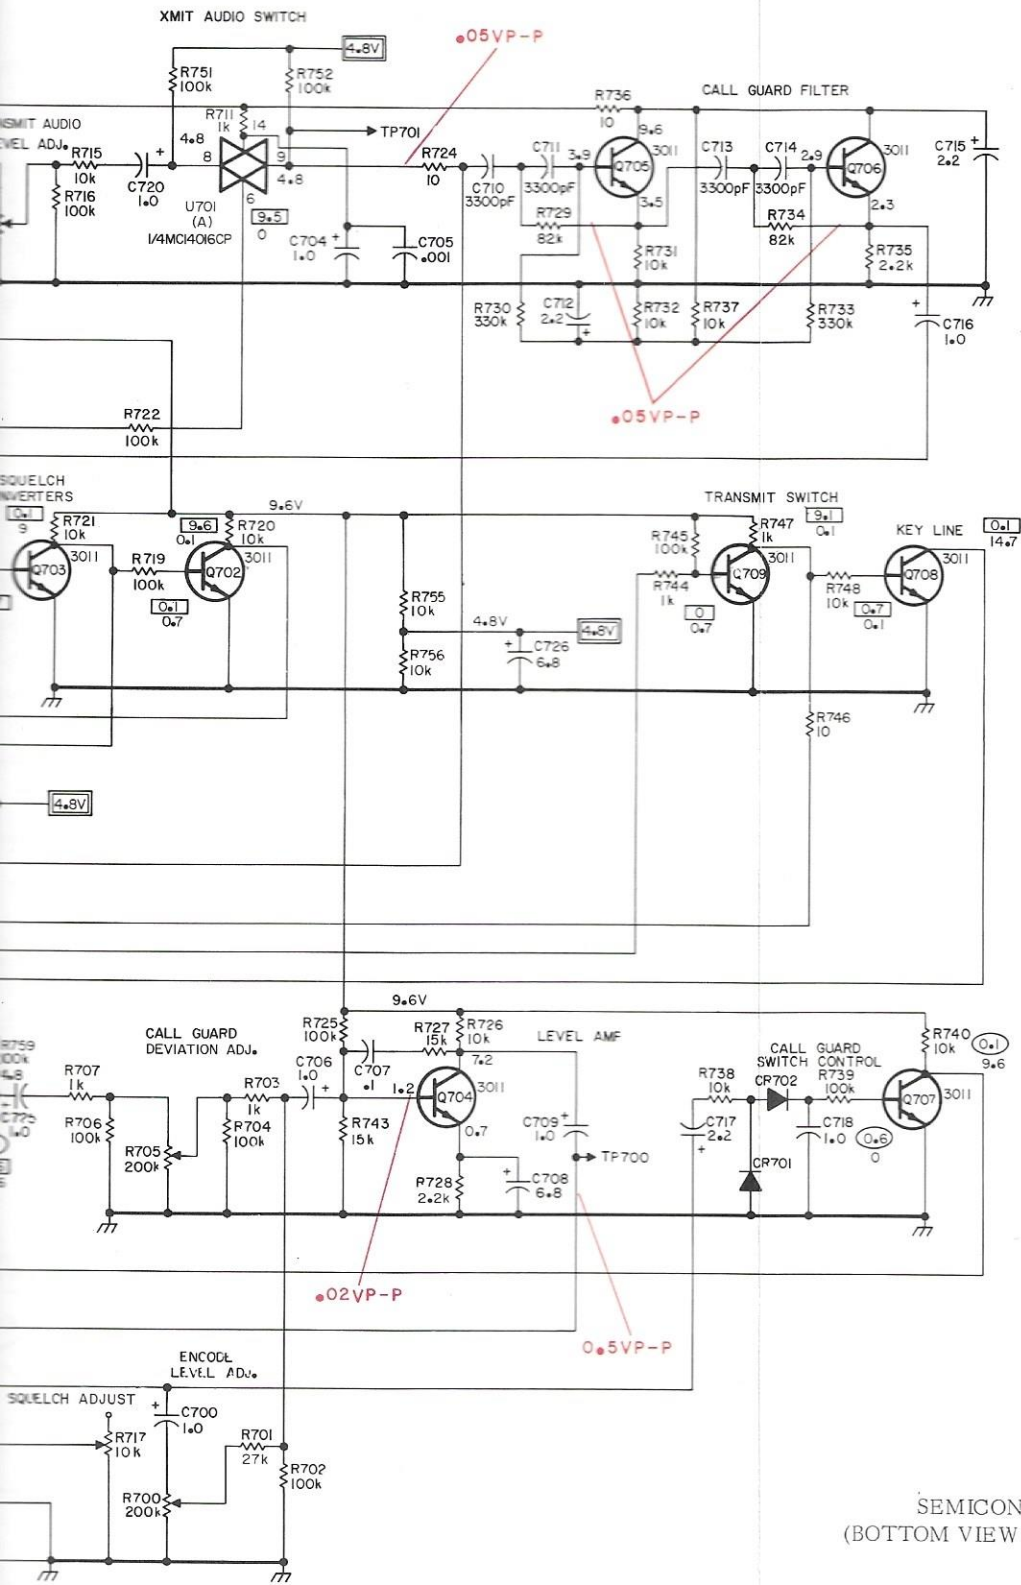 XMIT AUDIO SWITCH
.05VP-P
4.8V
R751
100k
R752
100k
CALL GUARD FILTER
R736
10
R711
1k
14
TP701
9.6
3011
3011
NSMIT AUDIO
EVEL ADJ.
4.8
8
9
4.8
R715
10k
R716
100k
C720
1.0
6
U701
(A)
1/4MC14016CP
9.5
0
R724
10
C710
3300pF
C711
3300pF
3.9
Q705
3.5
C713
3300pF
C714
3300pF
2.9
Q706
2.3
C715
2.2
C704
1.0
C705
.001
R729
82k
R731
10k
R734
82k
R735
2.2k
R730
330k
C712
2.2
R732
10k
R737
10k
R733
330k
C716
1.0
.05VP-P
R722
100k
SQUELCH
NVERTERS
0.1
9
R721
10k
Q703
3011
9.6V
9.6
0.1
R720
10k
3011
R719
100k
Q702
0.1
0.7
R755
10k
4.8V
4.8V
C726
6.8
R756
10k
TRANSMIT SWITCH
R745
100k
R747
1k
9.1
0.1
3011
R744
1k
Q709
0
0.7
KEY LINE
0.1
14.7
3011
R748
10k
Q708
0.7
0.1
R746
10
4.8V
9.6V
R725
100k
R727
15k
R726
10k
LEVEL AMP
CALL GUARD
DEVIATION ADJ.
C706
1.0
C707
.1
7.2
3011
1.2
Q704
0.7
R759
100k
4.8
C775
1.0
R707
1k
R706
100k
R705
200k
R703
1k
R704
100k
R743
15k
R728
2.2k
C708
6.8
C709
1.0
TP700
CALL GUARD
SWITCH CONTROL
R738
10k
CR702
R739
100k
R740
10k
0.1
9.6
3011
Q707
C717
2.2
C718
1.0
0.6
0
CR701
.02VP-P
0.5VP-P
ENCODE
LEVEL ADJ.
SQUELCH ADJUST
R717
10k
C700
1.0
R701
27k
R702
100k
R700
200k
SEMICON
(BOTTOM VIEW